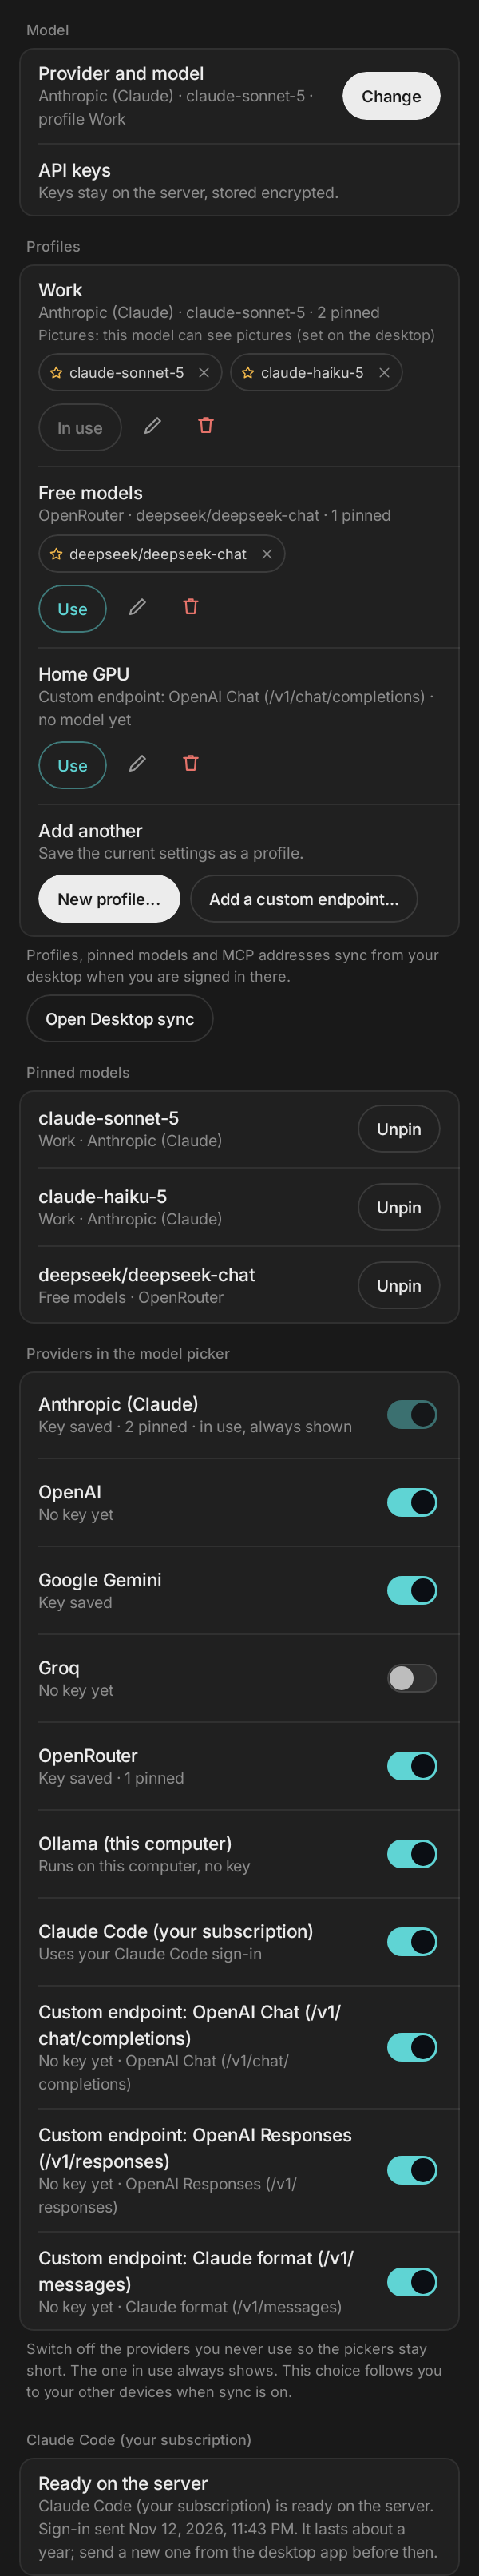 Model
Provider and model
Anthropic (Claude) · claude-sonnet-5 ·
profile Work
Change
API keys
Keys stay on the server, stored encrypted.
Profiles
Work
Anthropic (Claude) · claude-sonnet-5 · 2 pinned
Pictures: this model can see pictures (set on the desktop)
claude-sonnet-5
claude-haiku-5
In use
Free models
OpenRouter · deepseek/deepseek-chat · 1 pinned
deepseek/deepseek-chat
Use
Home GPU
Custom endpoint: OpenAI Chat (/v1/chat/completions) ·
no model yet
Use
Add another
Save the current settings as a profile.
New profile...
Add a custom endpoint...
Profiles, pinned models and MCP addresses sync from your
desktop when you are signed in there.
Open Desktop sync
Pinned models
claude-sonnet-5
Work · Anthropic (Claude)
Unpin
claude-haiku-5
Work · Anthropic (Claude)
Unpin
deepseek/deepseek-chat
Free models · OpenRouter
Unpin
Providers in the model picker
Anthropic (Claude)
Key saved · 2 pinned · in use, always shown
OpenAI
No key yet
Google Gemini
Key saved
Groq
No key yet
OpenRouter
Key saved · 1 pinned
Ollama (this computer)
Runs on this computer, no key
Claude Code (your subscription)
Uses your Claude Code sign-in
Custom endpoint: OpenAI Chat (/v1/
chat/completions)
No key yet · OpenAI Chat (/v1/chat/
completions)
Custom endpoint: OpenAI Responses
(/v1/responses)
No key yet · OpenAI Responses (/v1/
responses)
Custom endpoint: Claude format (/v1/
messages)
No key yet · Claude format (/v1/messages)
Switch off the providers you never use so the pickers stay
short. The one in use always shows. This choice follows you
to your other devices when sync is on.
Claude Code (your subscription)
Ready on the server
Claude Code (your subscription) is ready on the server.
Sign-in sent Nov 12, 2026, 11:43 PM. It lasts about a
year; send a new one from the desktop app before then.